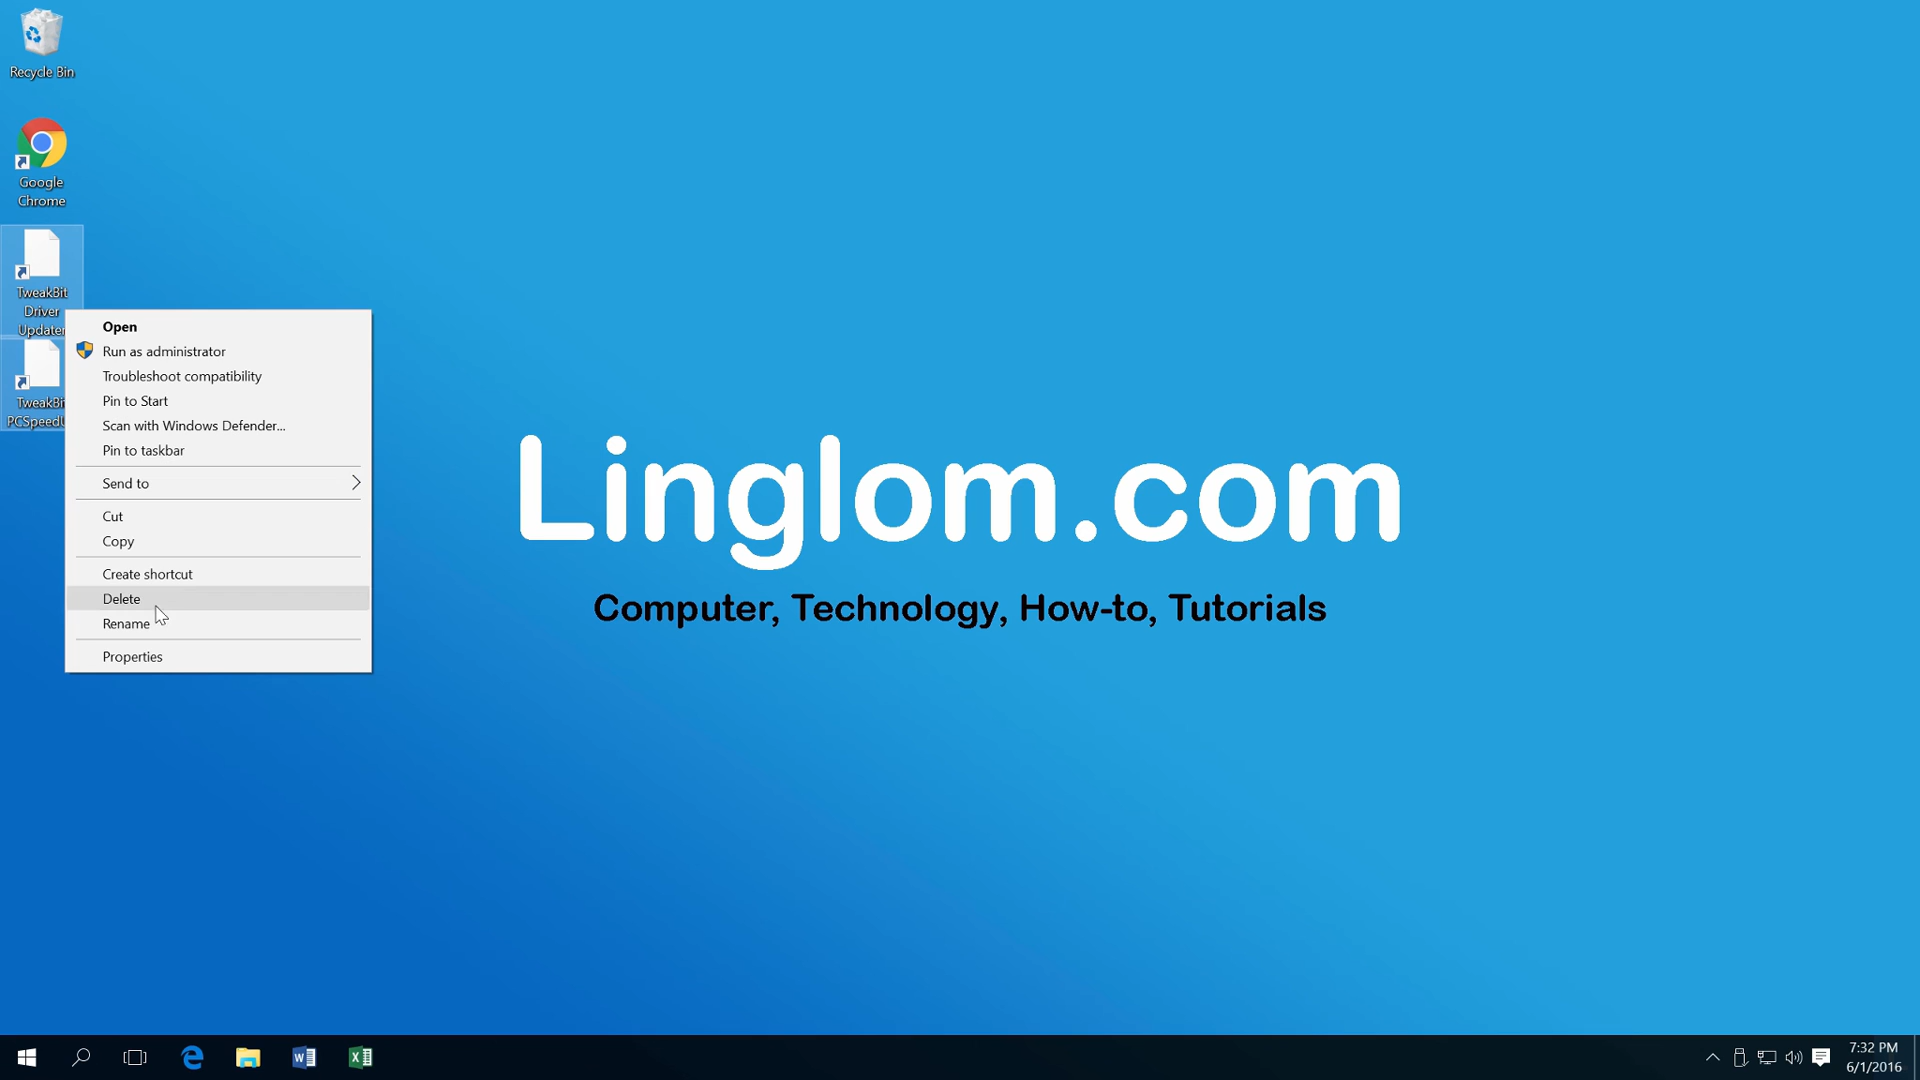 Recycle Bin
Google
Chrome
TweakBit
Driver
Updater
TweakBit
Open
Run as administrator
Troubleshoot compatibility
Pin to Start
Scan with Windows Defender...
Pin to taskbar
Send to
Cut
Copy
Create shortcut
Delete
Rename
Properties
Linglom.com
Computer, Technology, How-to, Tutorials
7:32 PM
6/1/2016